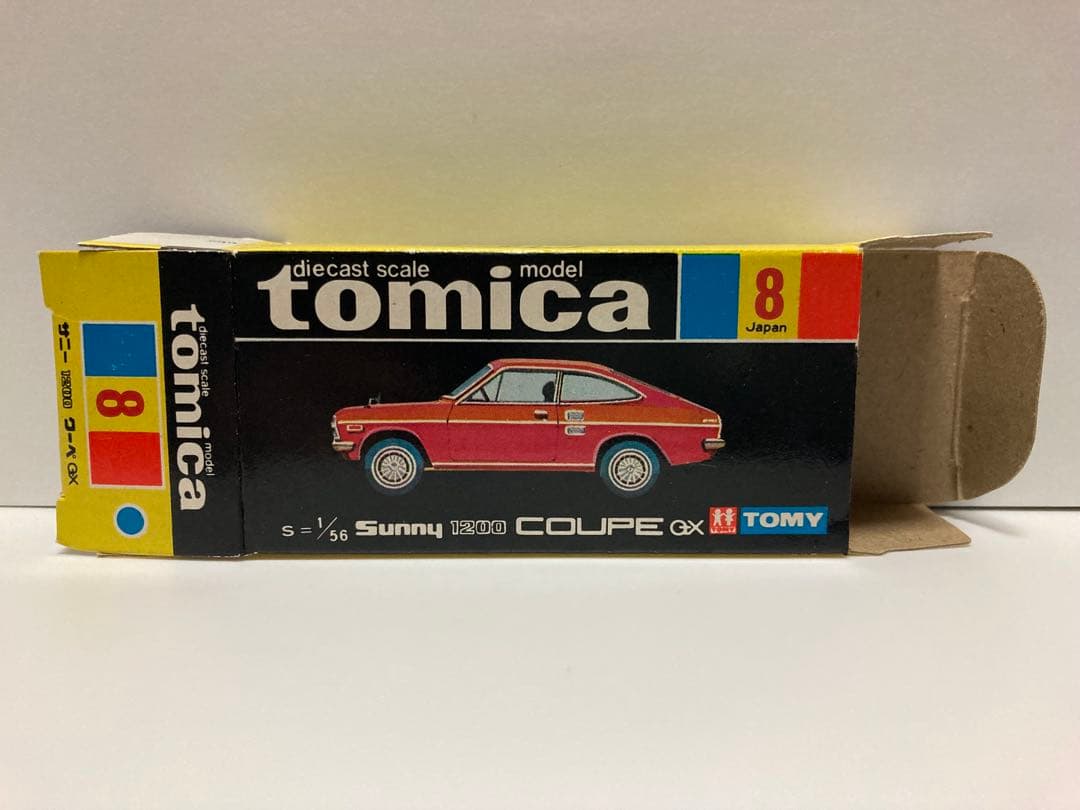 diecast scale model
tomica
8
Japan
S=1/56 Sunny 1200 COUPE GX TOMY TOMY
diecast scale model
tomica
8
サニー 1200 クーペ GX